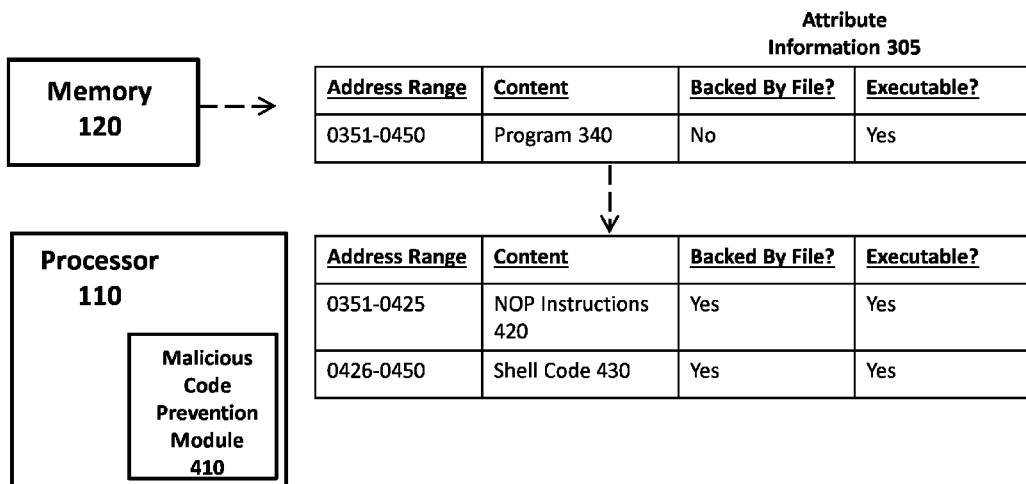 Attribute
Information 305
Memory
120
Address Range Content Backed By File? Executable?
0351-0450 Program 340 No Yes
Processor
110
Malicious
Code
Prevention
Module
410
Address Range Content Backed By File? Executable?
0351-0425 NOP Instructions Yes Yes
420
0426-0450 Shell Code 430 Yes Yes